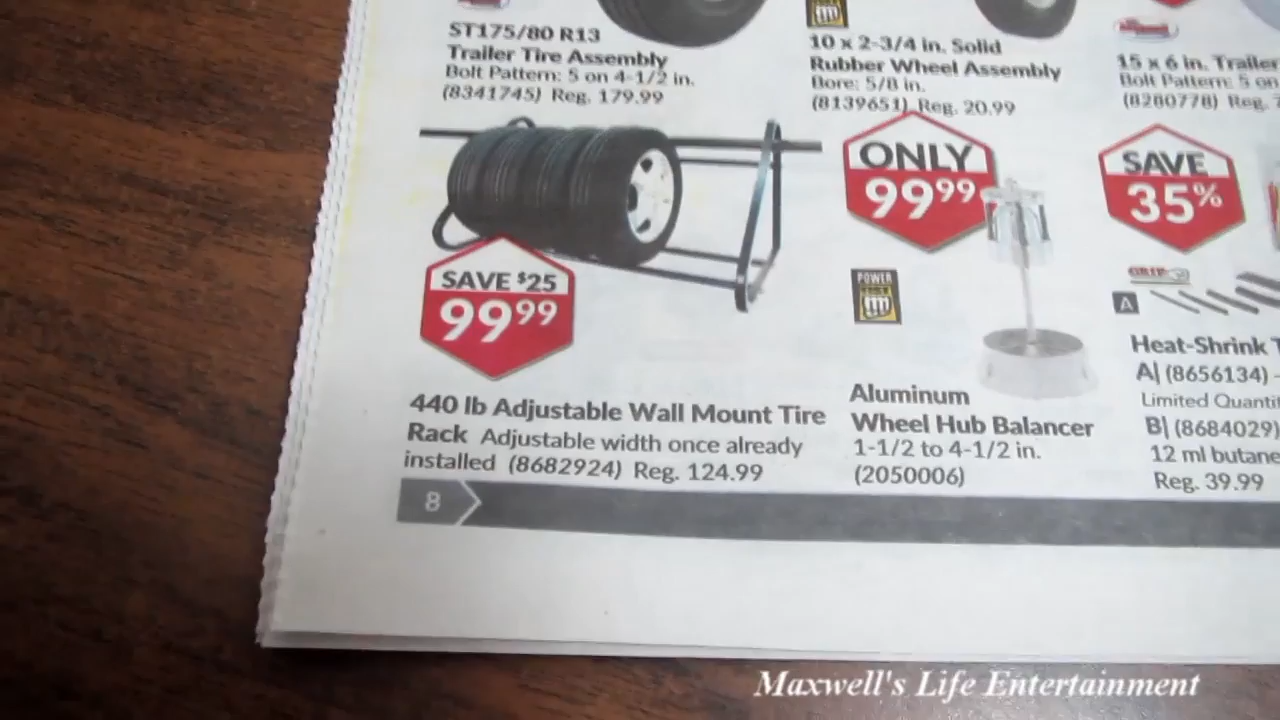 ST175/80 R13
Trailer Tire Assembly
Bolt Pattern: 5 on 4-1/2 in.
(8341745) Reg. 179.99
10 x 2-3/4 in. Solid
Rubber Wheel Assembly
Bore: 5/8 in.
(8139651) Reg. 20.99
15 x 6 in. Trailer
Bolt Pattern: 5 on
(8280778) Reg.
SAVE $25
99.99
440 lb Adjustable Wall Mount Tire
Rack Adjustable width once already
installed (8682924) Reg. 124.99
ONLY
99.99
POWER
FIST
Aluminum
Wheel Hub Balancer
1-1/2 to 4-1/2 in.
(2050006)
SAVE
35%
GRIP
A
Heat-Shrink T
A| (8656134) -
Limited Quantit
B| (8684029)
12 ml butane
Reg. 39.99
8
Maxwell's Life Entertainment